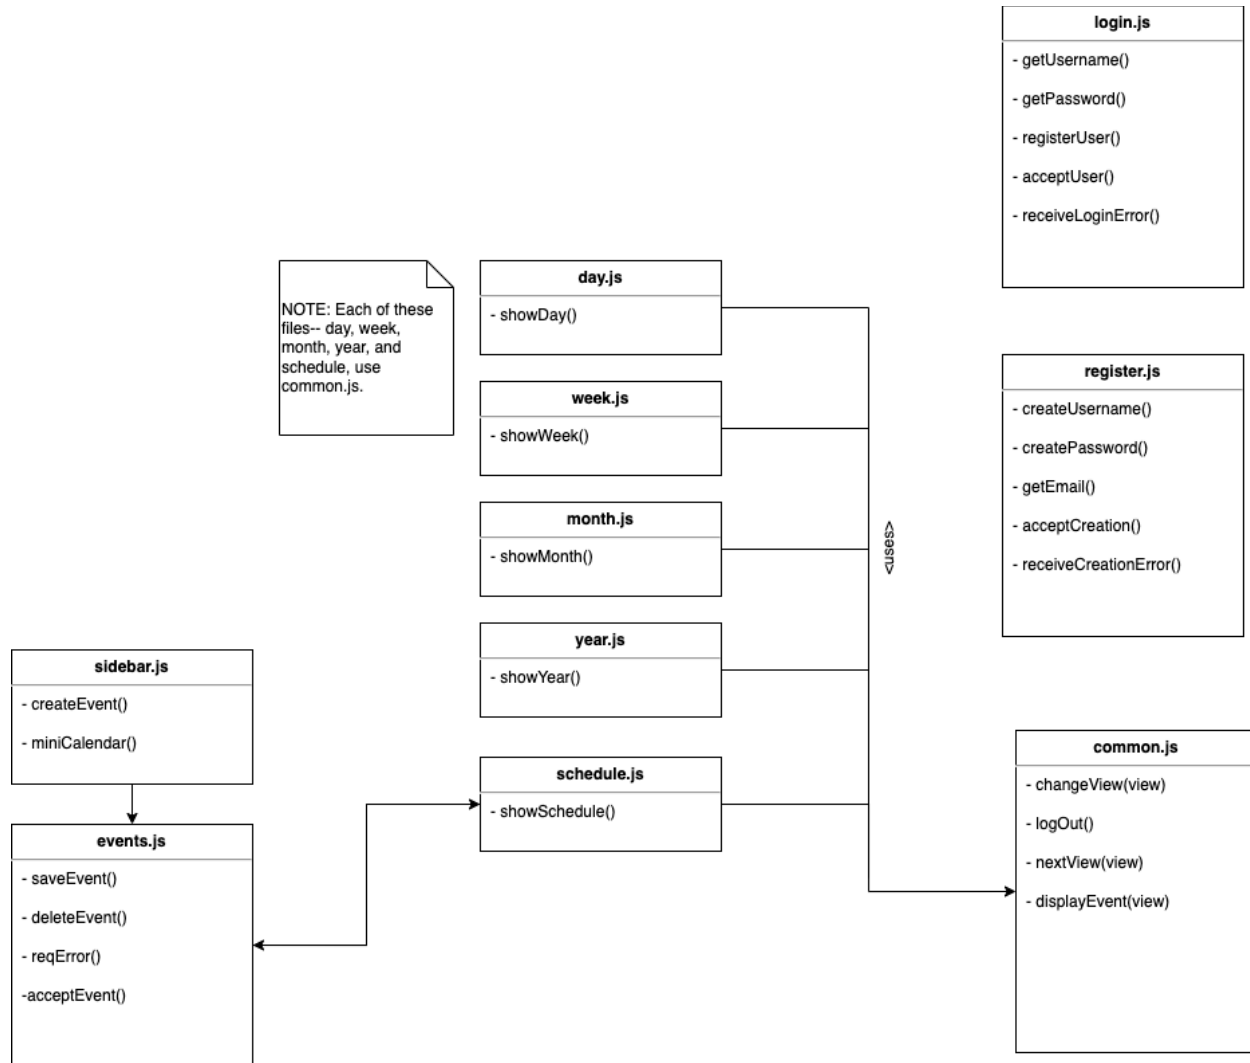 login.js
- getUsername()
- getPassword()
- registerUser()
- acceptUser()
- receiveLoginError()
NOTE: Each of these
files-- day, week,
month, year, and
schedule, use
common.js.
day.js
- showDay()
week.js
- showWeek()
month.js
- showMonth()
year.js
- showYear()
schedule.js
- showSchedule()
<uses>
register.js
- createUsername()
- createPassword()
- getEmail()
- acceptCreation()
- receiveCreationError()
sidebar.js
- createEvent()
- miniCalendar()
events.js
- saveEvent()
- deleteEvent()
- reqError()
-acceptEvent()
common.js
- changeView(view)
- logOut()
- nextView(view)
- displayEvent(view)